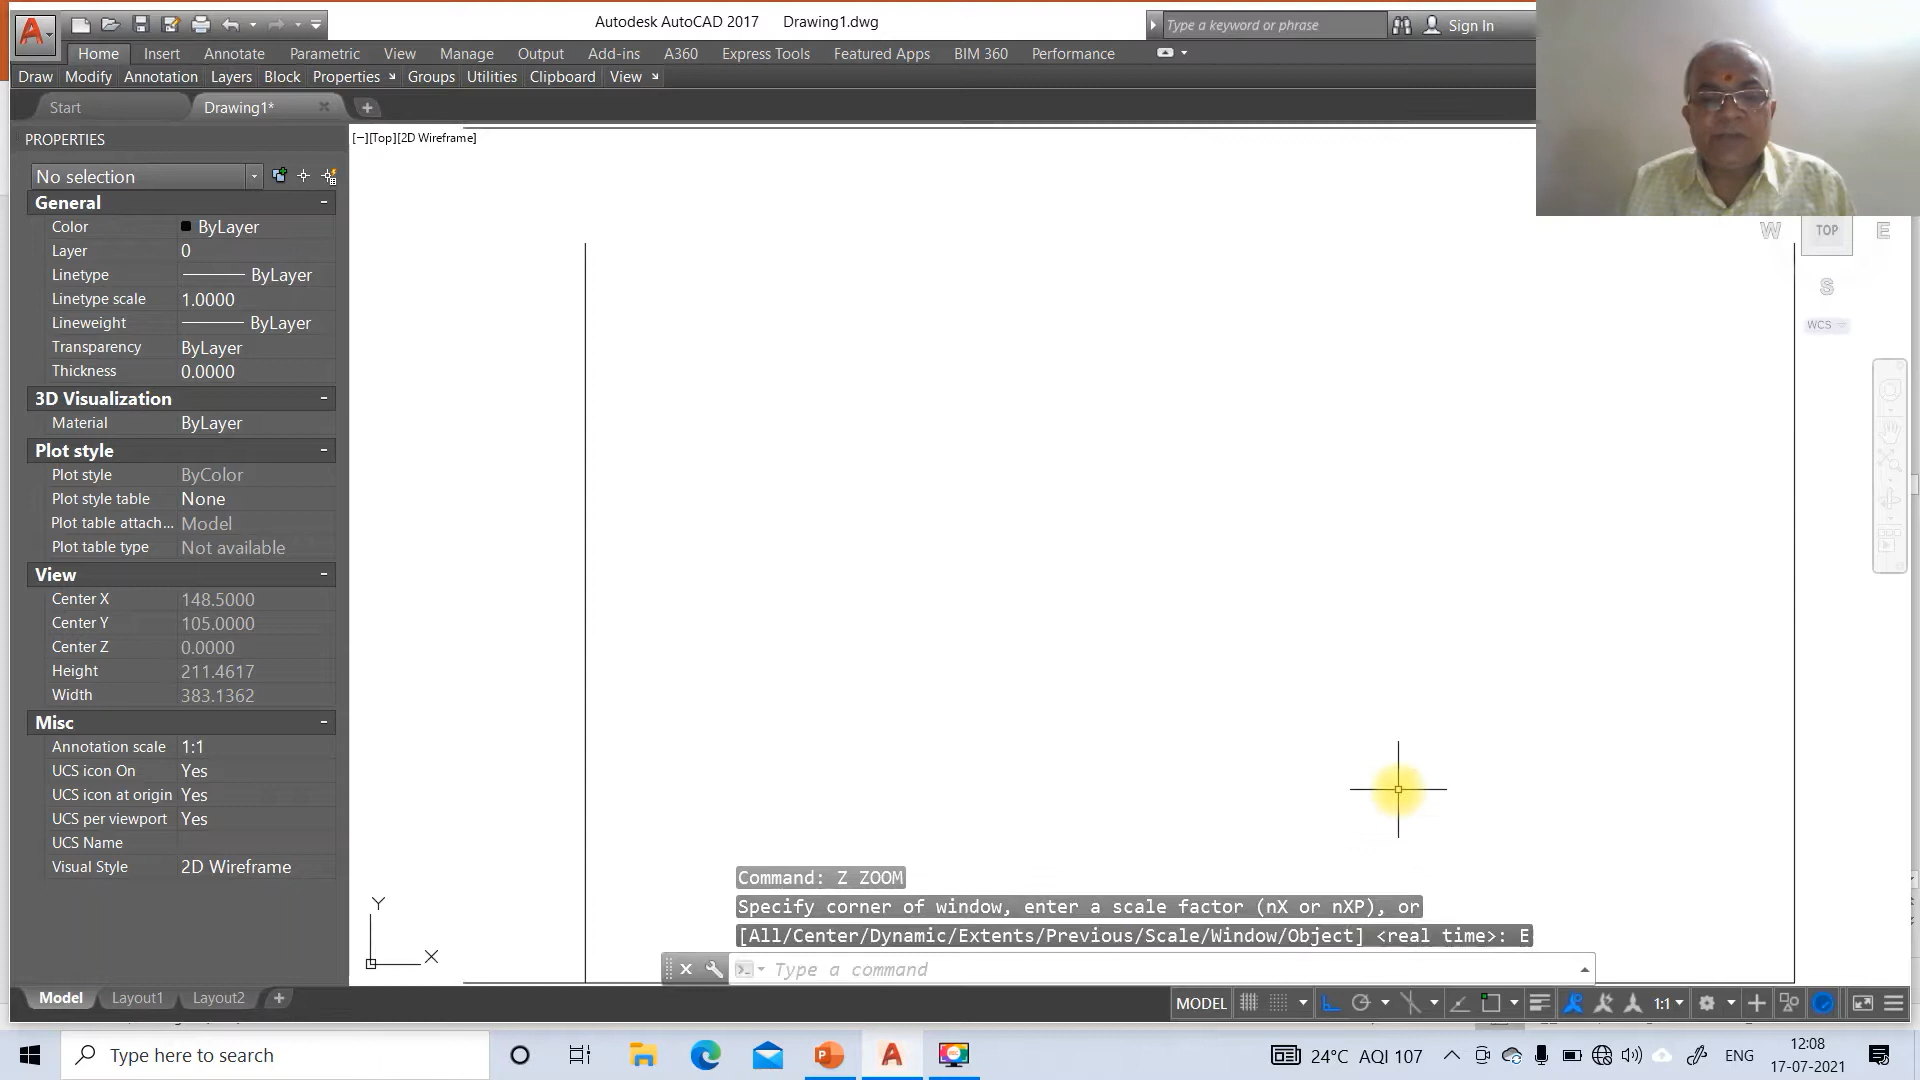 Autodesk AutoCAD 2017 Drawing1.dwg
Type a keyword or phrase
Sign In
Home Insert Annotate Parametric View Manage Output Add-ins A360 Express Tools Featured Apps BIM 360 Performance
Draw Modify Annotation Layers Block Properties Groups Utilities Clipboard View
Start Drawing1*
PROPERTIES
[−][Top][2D Wireframe]
No selection
General
Color ByLayer
Layer 0
Linetype ByLayer
Linetype scale 1.0000
Lineweight ByLayer
Transparency ByLayer
Thickness 0.0000
3D Visualization
Material ByLayer
Plot style
Plot style ByColor
Plot style table None
Plot table attach... Model
Plot table type Not available
View
Center X 148.5000
Center Y 105.0000
Center Z 0.0000
Height 211.4617
Width 383.1362
Misc
Annotation scale 1:1
UCS icon On Yes
UCS icon at origin Yes
UCS per viewport Yes
UCS Name
Visual Style 2D Wireframe
W TOP E
S
WCS
Y
X
Command: Z ZOOM
Specify corner of window, enter a scale factor (nX or nXP), or
[All/Center/Dynamic/Extents/Previous/Scale/Window/Object] <real time>: E
Type a command
Model Layout1 Layout2
MODEL 1:1
Type here to search
24°C AQI 107
ENG
12:08
17-07-2021